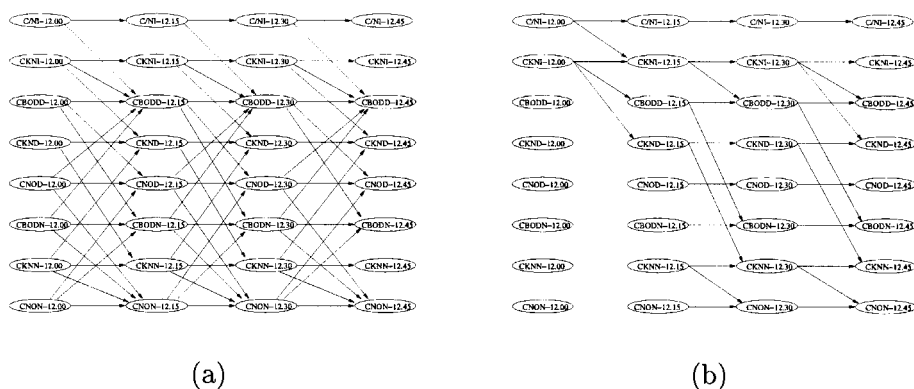 C/NI-12.00 C/NI-12.15 C/NI-12.30 C/NI-12.45 C/NI-12.00 C/NI-12.15 C/NI-12.30 C/NI-12.45
CKNI-12.00 CKNI-12.15 CKNI-12.30 CKNI-12.45 CKNI-12.00 CKNI-12.15 CKNI-12.30 CKNI-12.45
CBODD-12.00 CBODD-12.15 CBODD-12.30 CBODD-12.45 CBODD-12.00 CBODD-12.15 CBODD-12.30 CBODD-12.45
CKND-12.00 CKND-12.15 CKND-12.30 CKND-12.45 CKND-12.00 CKND-12.15 CKND-12.30 CKND-12.45
CNOD-12.00 CNOD-12.15 CNOD-12.30 CNOD-12.45 CNOD-12.00 CNOD-12.15 CNOD-12.30 CNOD-12.45
CBODN-12.00 CBODN-12.15 CBODN-12.30 CBODN-12.45 CBODN-12.00 CBODN-12.15 CBODN-12.30 CBODN-12.45
CKNN-12.00 CKNN-12.15 CKNN-12.30 CKNN-12.45 CKNN-12.00 CKNN-12.15 CKNN-12.30 CKNN-12.45
CNON-12.00 CNON-12.15 CNON-12.30 CNON-12.45 CNON-12.00 CNON-12.15 CNON-12.30 CNON-12.45
(a) (b)